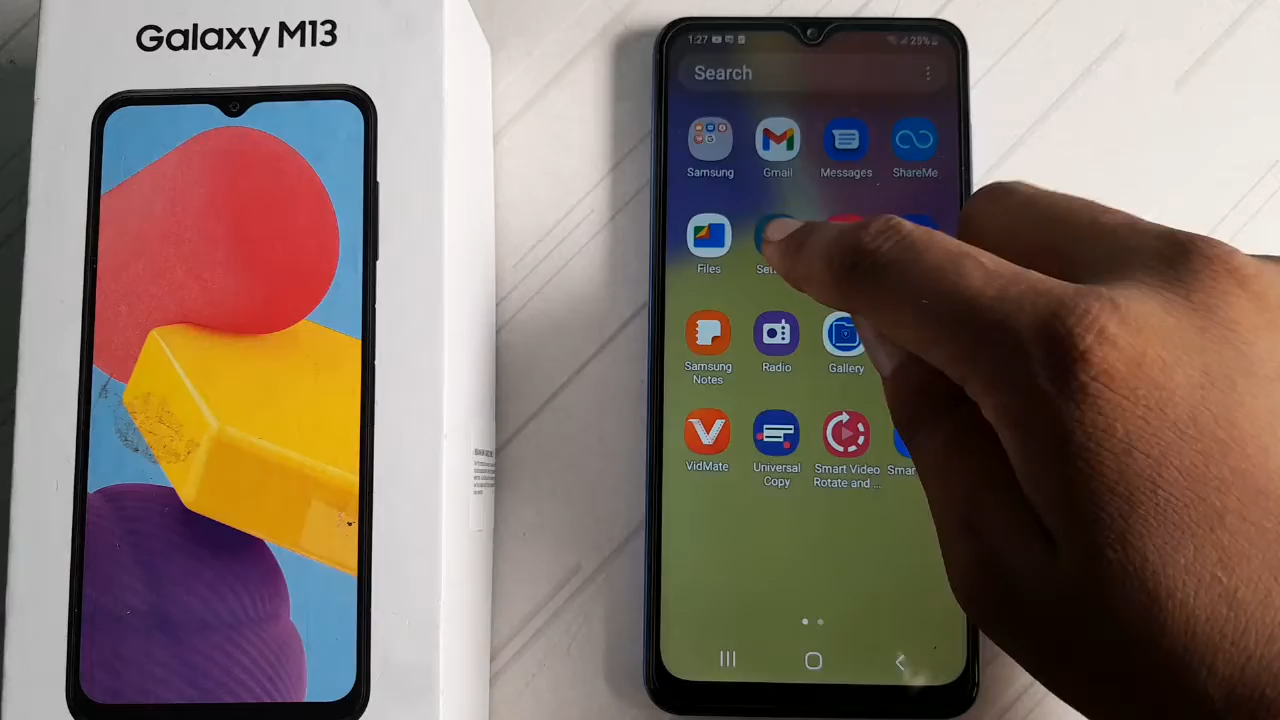 Galaxy M13
1:27
25%
Search
Samsung
Gmail
Messages
ShareMe
Files
Samsung
Notes
Radio
Gallery
VidMate
Universal
Copy
Smart Video
Rotate and ...
Smar